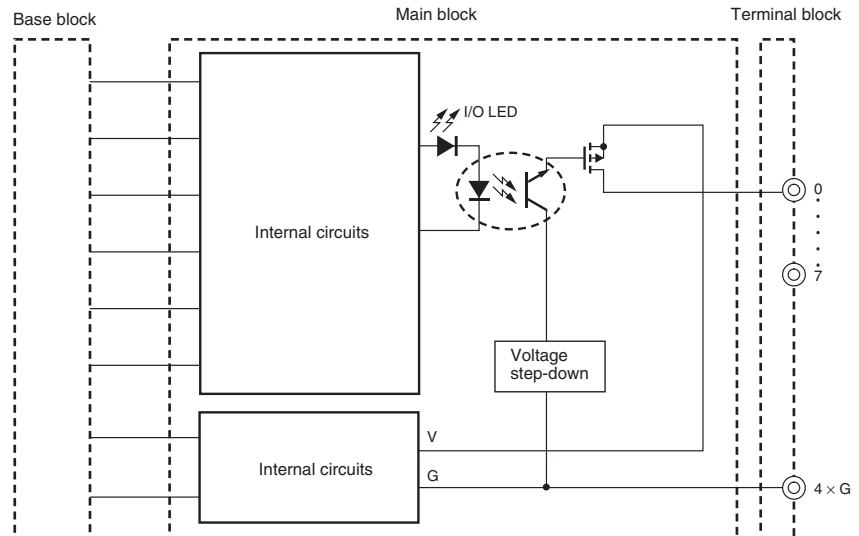 Base block
Main block
Terminal block
I/O LED
Internal circuits
0
7
Voltage
step-down
V
Internal circuits
G
4 × G